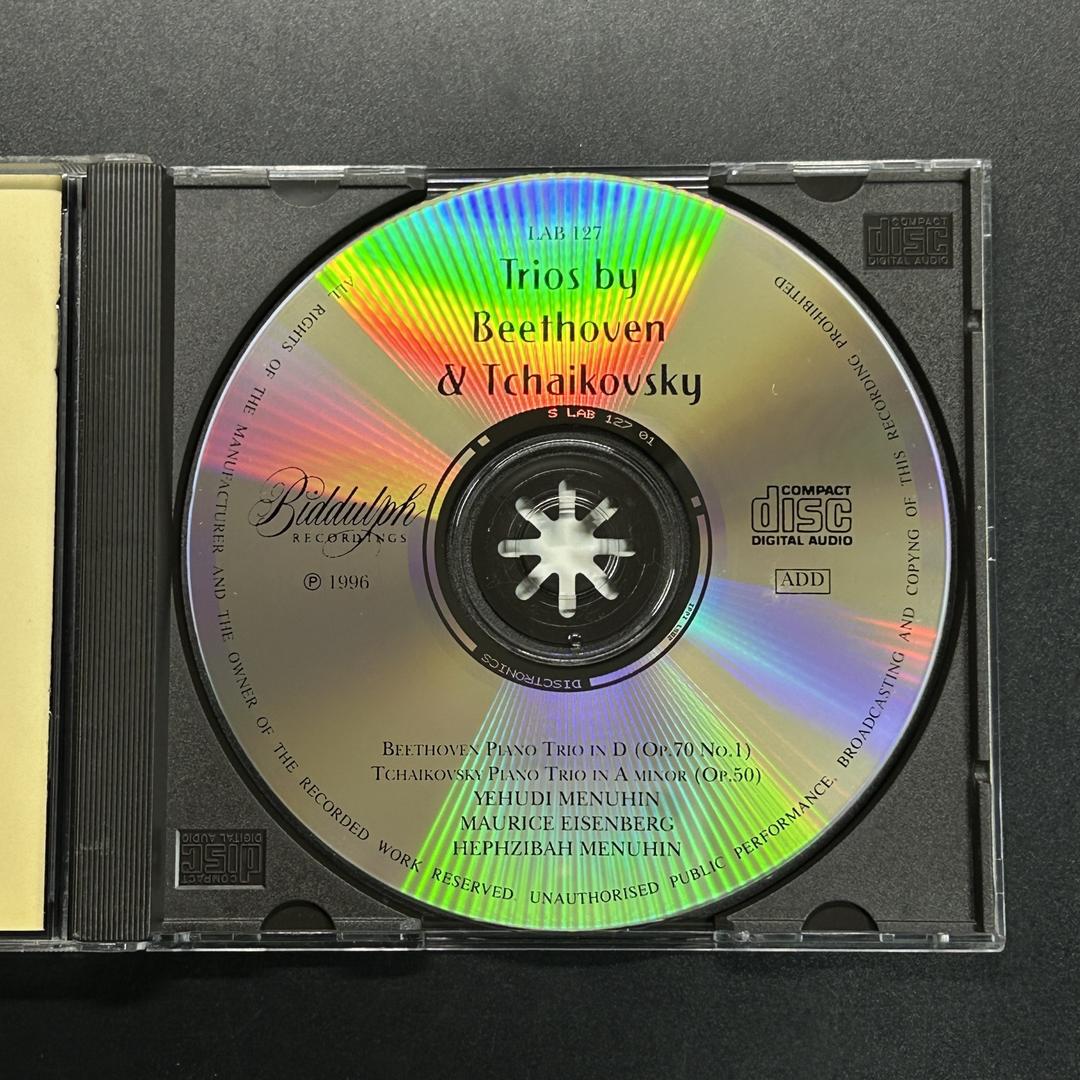 LAB 127
Trios by
Beethoven
& Tchaikovsky
S LAB 127 01
Biddulph
RECORDINGS
℗ 1996
COMPACT
disc
DIGITAL AUDIO
ADD
DISCTRONICS
BEETHOVEN PIANO TRIO IN D (OP.70 NO.1)
TCHAIKOVSKY PIANO TRIO IN A MINOR (OP.50)
YEHUDI MENUHIN
MAURICE EISENBERG
HEPHZIBAH MENUHIN
ALL RIGHTS OF THE MANUFACTURER AND THE OWNER OF THE RECORDED WORK RESERVED. UNAUTHORISED PUBLIC PERFORMANCE, BROADCASTING AND COPYNG OF THIS RECORDING PROHIBITED
COMPACT
disc
DIGITAL AUDIO
COMPACT
disc
DIGITAL AUDIO